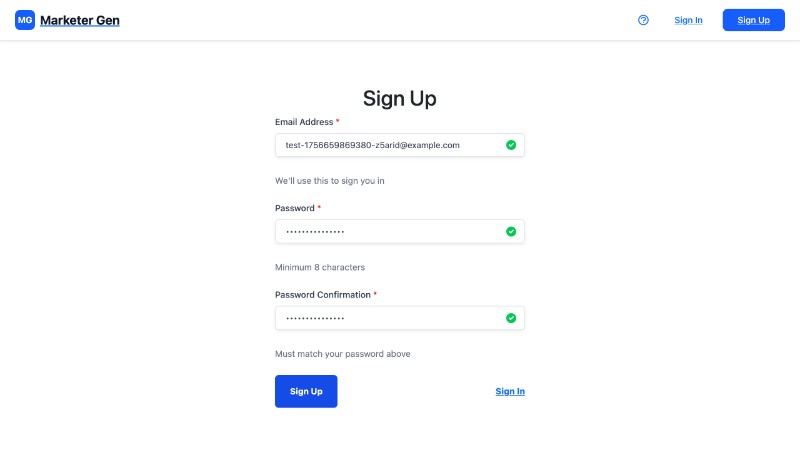 MG Marketer Gen
Sign In
Sign Up
Sign Up
Email Address *
test-1756659869380-z5arid@example.com
We'll use this to sign you in
Password *
•••••••••••••••
Minimum 8 characters
Password Confirmation *
•••••••••••••••
Must match your password above
Sign Up
Sign In